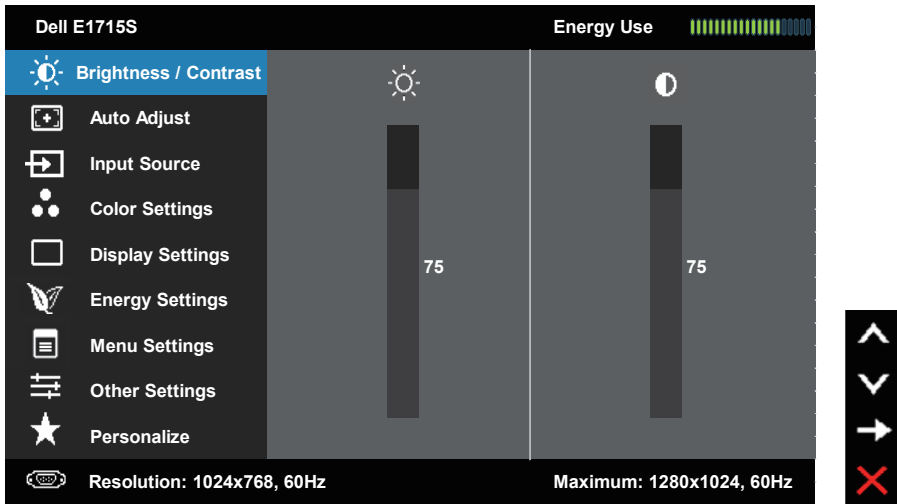 Dell E1715S Energy Use
Brightness / Contrast
Auto Adjust
Input Source
Color Settings
Display Settings
75 75
Energy Settings
Menu Settings
Other Settings
Personalize
Resolution: 1024x768, 60Hz Maximum: 1280x1024, 60Hz